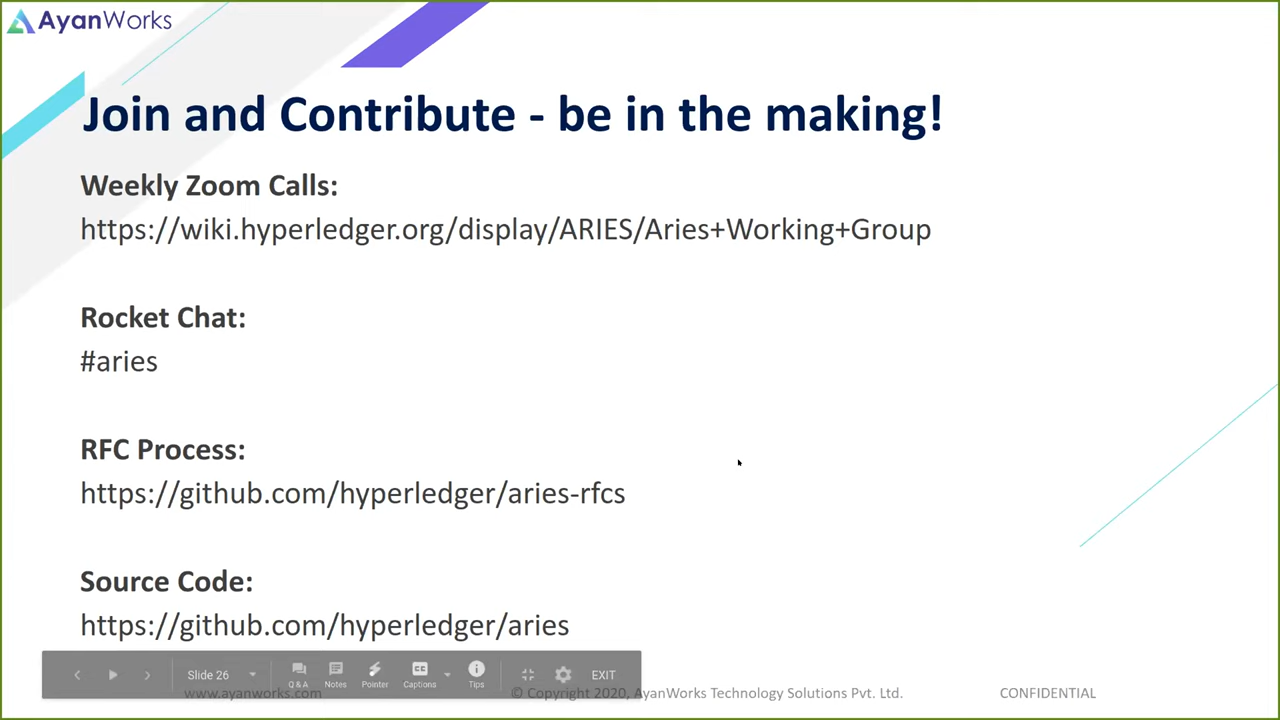 AyanWorks
Join and Contribute - be in the making!
Weekly Zoom Calls:
https://wiki.hyperledger.org/display/ARIES/Aries+Working+Group
Rocket Chat:
#aries
RFC Process:
https://github.com/hyperledger/aries-rfcs
Source Code:
https://github.com/hyperledger/aries
Slide 26
Q&A
Notes
Pointer
CC
Captions
Tips
EXIT
www.ayanworks.com
© Copyright 2020, AyanWorks Technology Solutions Pvt. Ltd.
CONFIDENTIAL